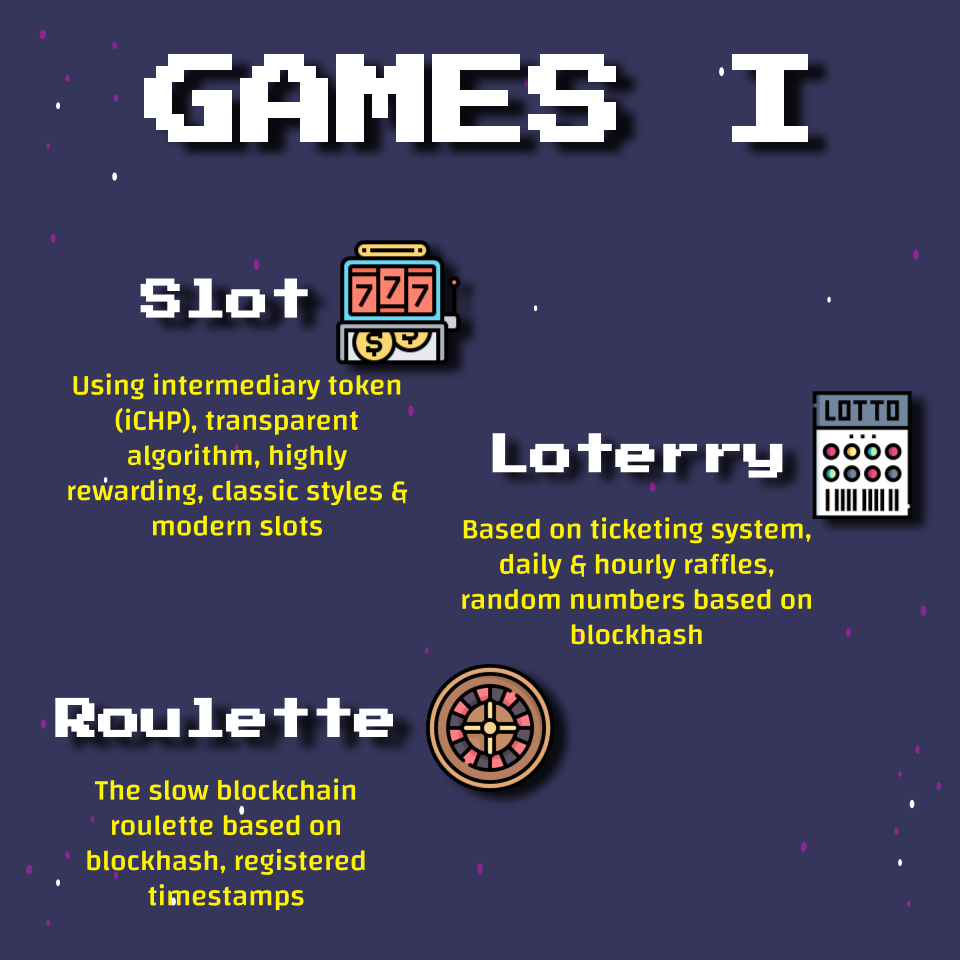 GAMES I
Slot
777
$ $
Using intermediary token
(iCHP), transparent
algorithm, highly
rewarding, classic styles &
modern slots
LOTTO
Loterry
Based on ticketing system,
daily & hourly raffles,
random numbers based on
blockhash
Roulette
The slow blockchain
roulette based on
blockhash, registered
timestamps